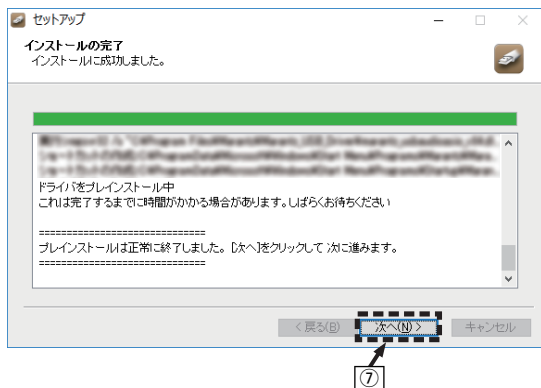 セットアップ
インストールの完了
インストールに成功しました。
ドライバをプレインストール中
これは完了するまでに時間がかかる場合があります。しばらくお待ちください
==============================
プレインストールは正常に終了しました。[次へ]をクリックして次に進みます。
==============================
< 戻る(B)
次へ(N) >
キャンセル
⑦